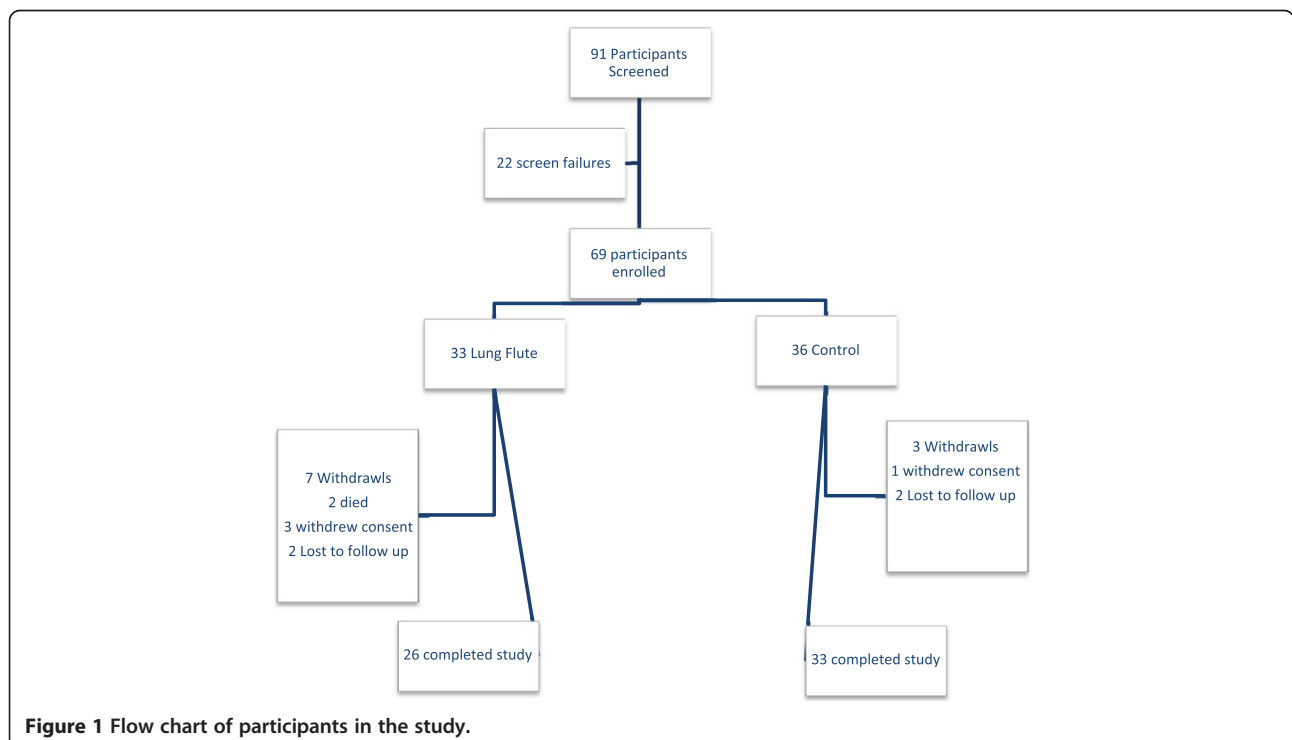 91 Participants
Screened
22 screen failures
69 participants
enrolled
33 Lung Flute
36 Control
7 Withdrawls
2 died
3 withdrew consent
2 Lost to follow up
3 Withdrawls
1 withdrew consent
2 Lost to follow up
26 completed study
33 completed study
Figure 1 Flow chart of participants in the study.